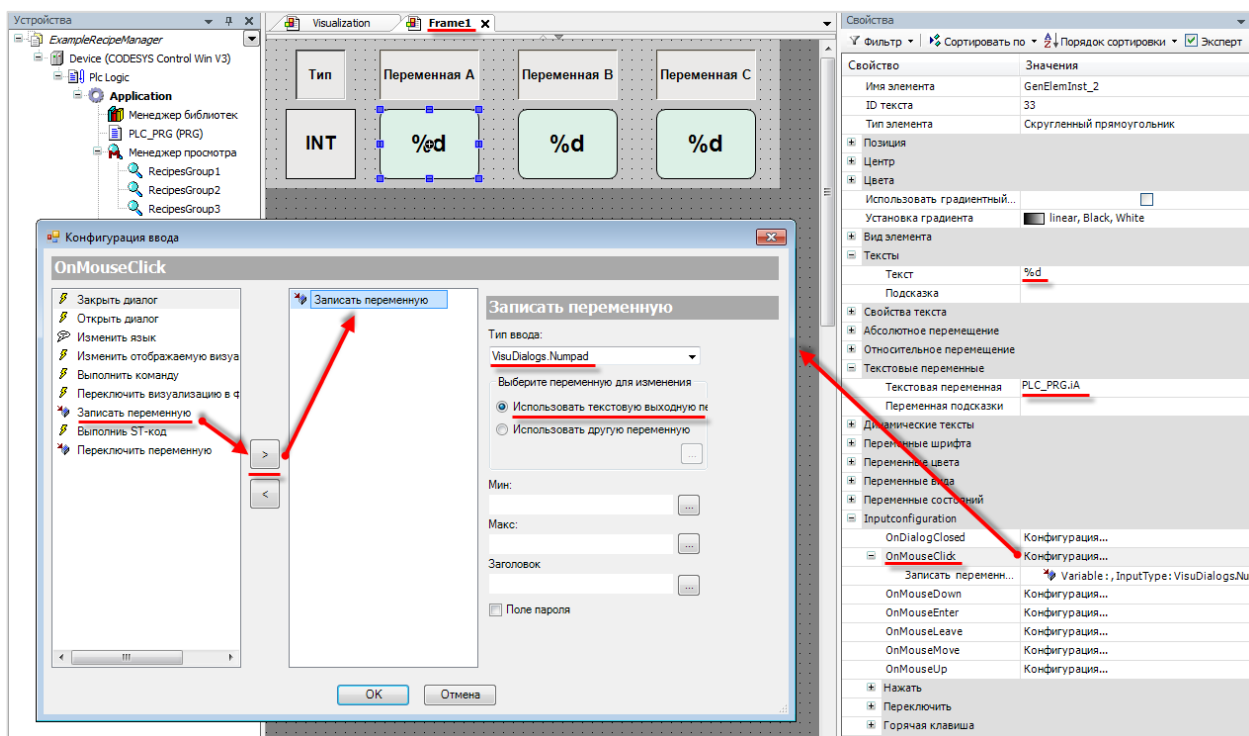 Устройства
ExampleRecipeManager
Device (CODESYS Control Win V3)
Plc Logic
Application
Менеджер библиотек
PLC_PRG (PRG)
Менеджер просмотра
RecipesGroup1
RecipesGroup2
RecipesGroup3
Visualization
Frame1
Тип
Переменная A
Переменная B
Переменная C
INT
%d
%d
%d
Конфигурация ввода
OnMouseClick
Закрыть диалог
Открыть диалог
Изменить язык
Изменить отображаемую визуа
Выполнить команду
Переключить визуализацию в ф
Записать переменную
Выполниь ST-код
Переключить переменную
>
<
Записать переменную
Записать переменную
Тип ввода:
VisuDialogs.Numpad
Выберите переменную для изменения
Использовать текстовую выходную пе
Использовать другую переменную
...
Мин:
...
Макс:
...
Заголовок
...
Поле пароля
OK
Отмена
Свойства
Фильтр
Сортировать по
Порядок сортировки
Эксперт
Свойство Значения
Имя элемента GenElemInst_2
ID текста 33
Тип элемента Скругленный прямоугольник
Позиция
Центр
Цвета
Использовать градиентный...
Установка градиента linear, Black, White
Вид элемента
Тексты
Текст %d
Подсказка
Свойства текста
Абсолютное перемещение
Относительное перемещение
Текстовые переменные
Текстовая переменная PLC_PRG.iA
Переменная подсказки
Динамические тексты
Переменные шрифта
Переменные цвета
Переменные вида
Переменные состояний
Inputconfiguration
OnDialogClosed Конфигурация...
OnMouseClick Конфигурация...
Записать переменн... Variable: , InputType: VisuDialogs.Nu
OnMouseDown Конфигурация...
OnMouseEnter Конфигурация...
OnMouseLeave Конфигурация...
OnMouseMove Конфигурация...
OnMouseUp Конфигурация...
Нажать
Переключить
Горячая клавиша